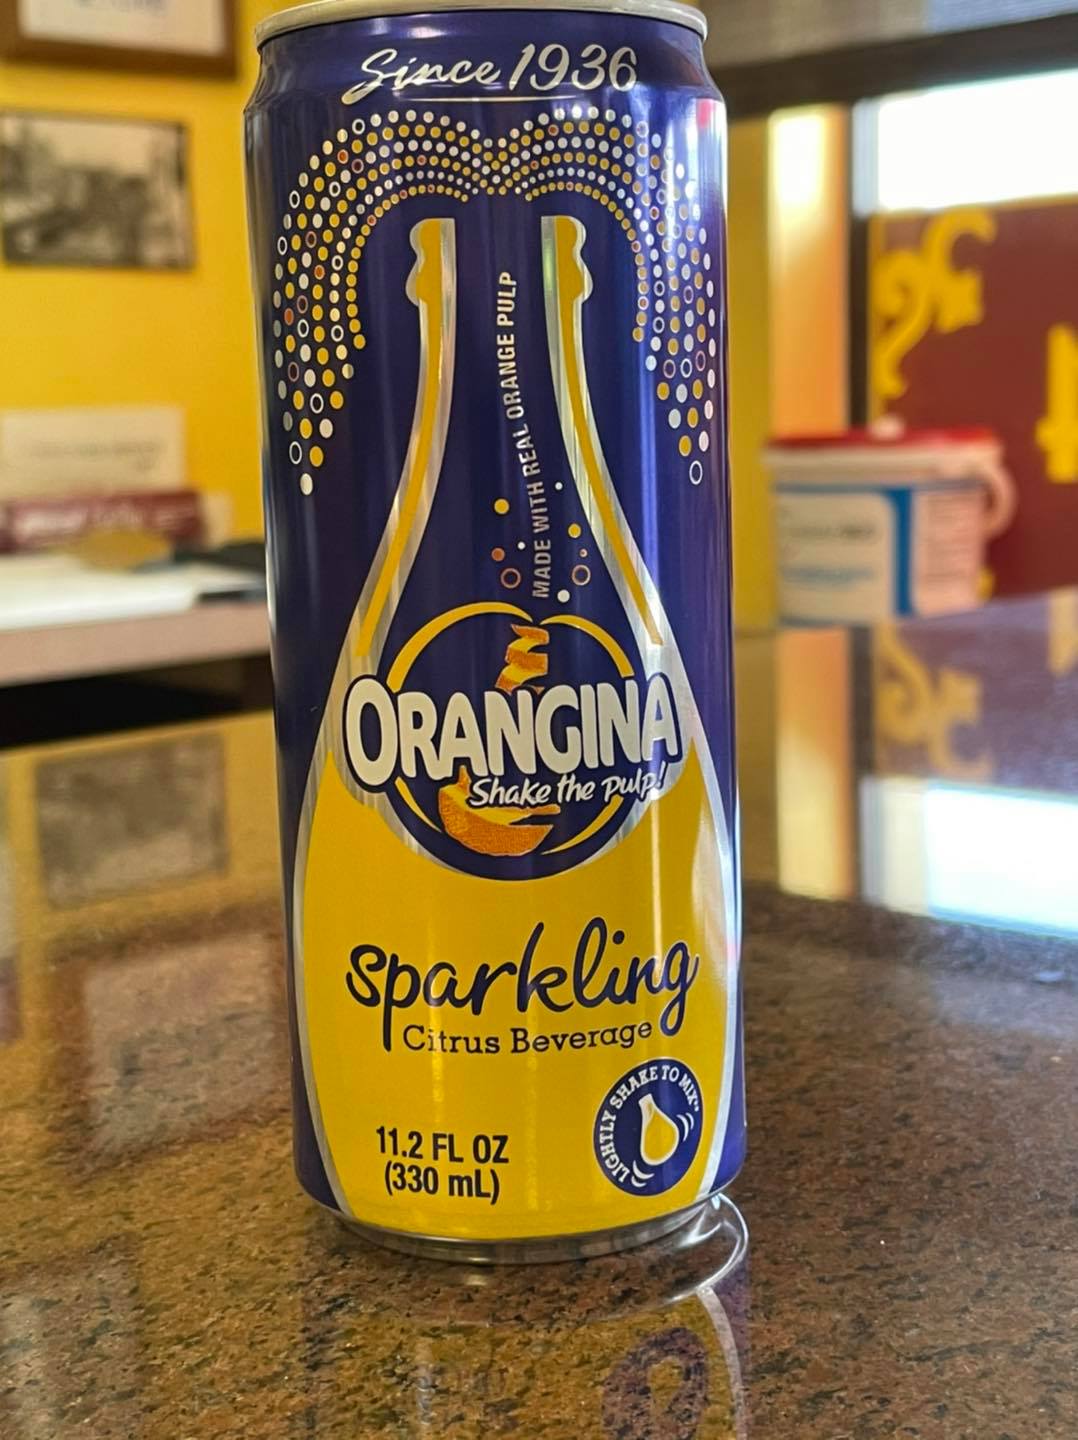 Since 1936
MADE WITH REAL ORANGE PULP
ORANGINA
Shake the pulp!
sparkling
Citrus Beverage
LIGHTLY SHAKE TO MIX
11.2 FL OZ
(330 mL)